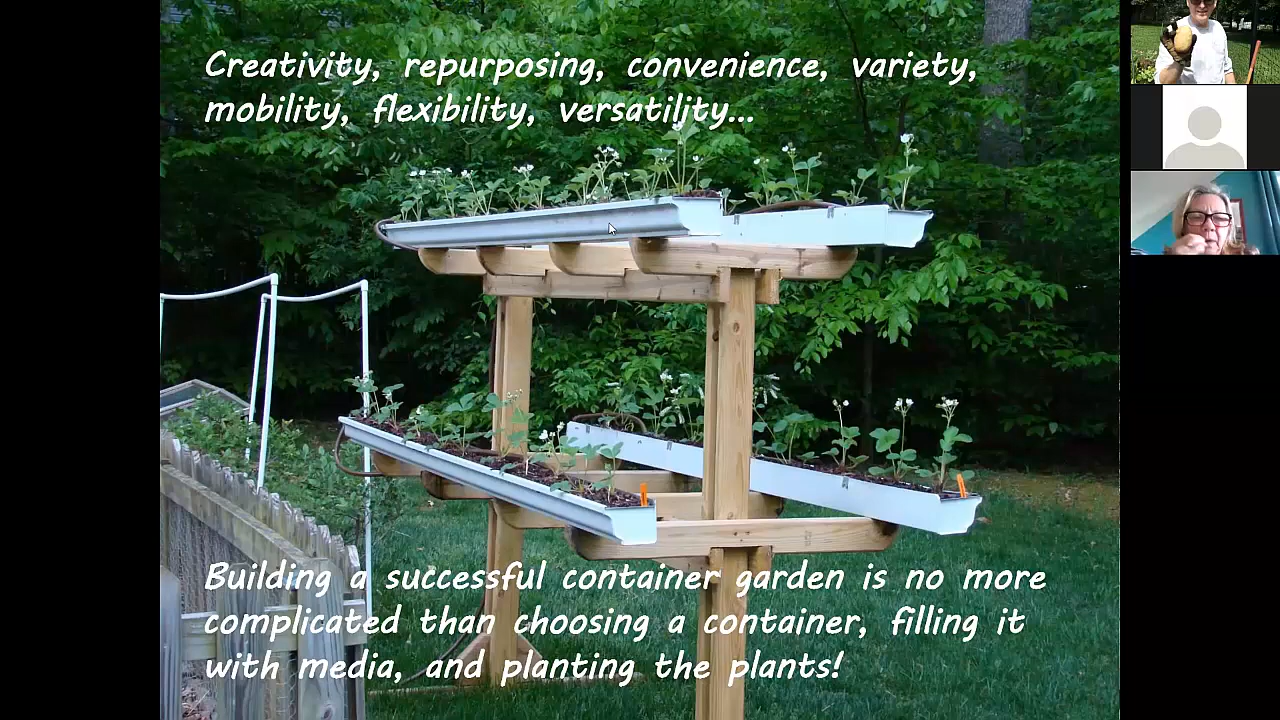 Creativity, repurposing, convenience, variety,
mobility, flexibility, versatility...
Building a successful container garden is no more
complicated than choosing a container, filling it
with media, and planting the plants!